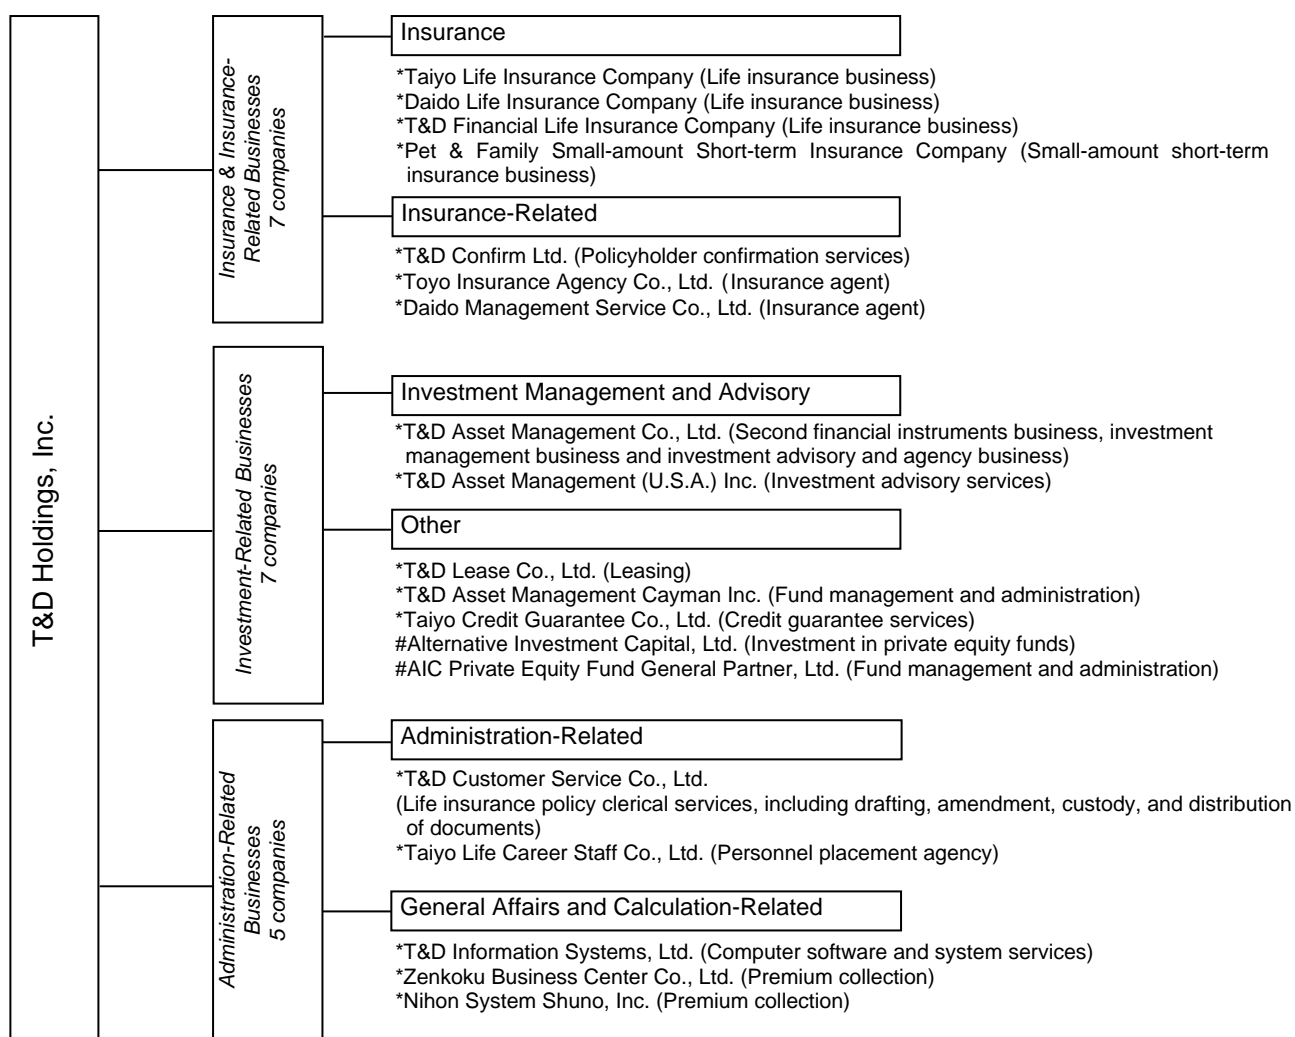 T&D Holdings, Inc.
Insurance & Insurance-
Related Businesses
7 companies
Insurance
*Taiyo Life Insurance Company (Life insurance business)
*Daido Life Insurance Company (Life insurance business)
*T&D Financial Life Insurance Company (Life insurance business)
*Pet & Family Small-amount Short-term Insurance Company (Small-amount short-term
insurance business)
Insurance-Related
*T&D Confirm Ltd. (Policyholder confirmation services)
*Toyo Insurance Agency Co., Ltd. (Insurance agent)
*Daido Management Service Co., Ltd. (Insurance agent)
Investment-Related Businesses
7 companies
Investment Management and Advisory
*T&D Asset Management Co., Ltd. (Second financial instruments business, investment
management business and investment advisory and agency business)
*T&D Asset Management (U.S.A.) Inc. (Investment advisory services)
Other
*T&D Lease Co., Ltd. (Leasing)
*T&D Asset Management Cayman Inc. (Fund management and administration)
*Taiyo Credit Guarantee Co., Ltd. (Credit guarantee services)
#Alternative Investment Capital, Ltd. (Investment in private equity funds)
#AIC Private Equity Fund General Partner, Ltd. (Fund management and administration)
Administration-Related
Businesses
5 companies
Administration-Related
*T&D Customer Service Co., Ltd.
(Life insurance policy clerical services, including drafting, amendment, custody, and distribution
of documents)
*Taiyo Life Career Staff Co., Ltd. (Personnel placement agency)
General Affairs and Calculation-Related
*T&D Information Systems, Ltd. (Computer software and system services)
*Zenkoku Business Center Co., Ltd. (Premium collection)
*Nihon System Shuno, Inc. (Premium collection)